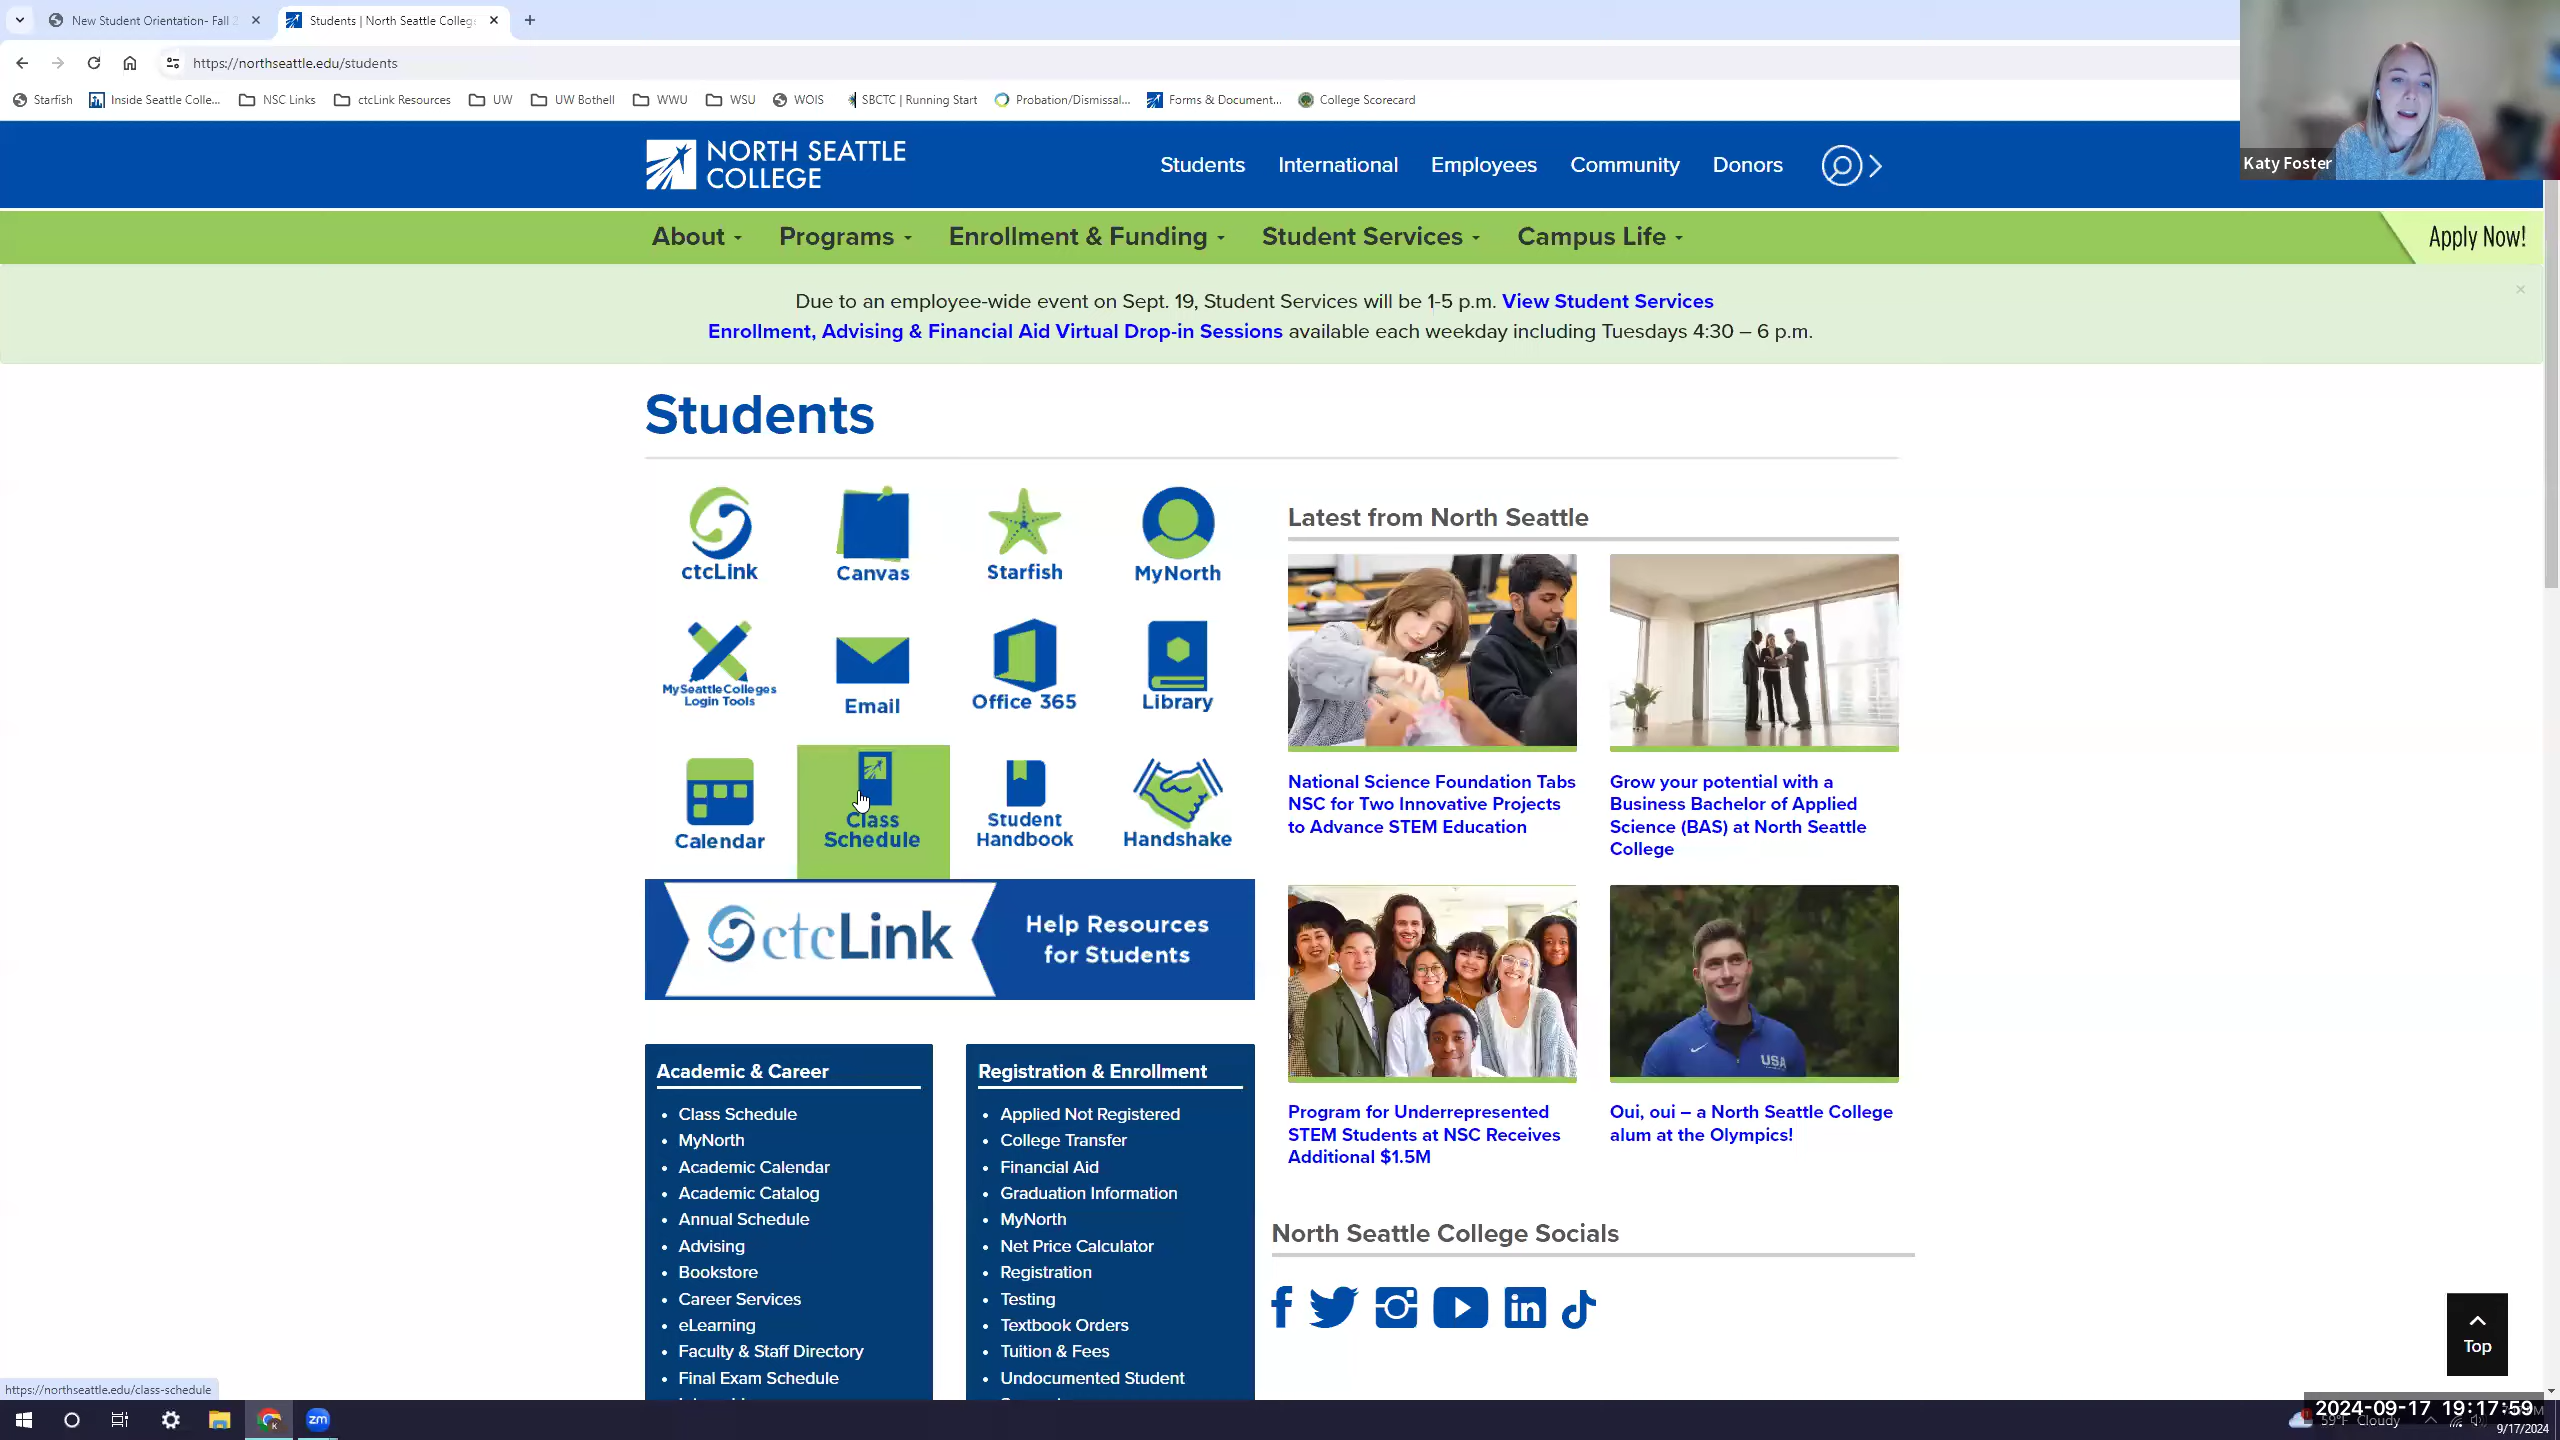 New Student Orientation- Fall 2
Students | North Seattle College
https://northseattle.edu/students
Starfish
Inside Seattle Colle...
NSC Links
ctcLink Resources
UW
UW Bothell
WWU
WSU
WOIS
SBCTC | Running Start
Probation/Dismissal...
Forms & Document...
College Scorecard
Katy Foster
NORTH SEATTLE
COLLEGE
Students
International
Employees
Community
Donors
About
Programs
Enrollment & Funding
Student Services
Campus Life
Apply Now!
Due to an employee-wide event on Sept. 19, Student Services will be 1-5 p.m. View Student Services
Enrollment, Advising & Financial Aid Virtual Drop-in Sessions available each weekday including Tuesdays 4:30 – 6 p.m.
Students
ctcLink
Canvas
Starfish
MyNorth
MySeattleColleges
Login Tools
Email
Office 365
Library
Calendar
Class
Schedule
Student
Handbook
Handshake
ctcLink
Help Resources
for Students
Academic & Career
Class Schedule
MyNorth
Academic Calendar
Academic Catalog
Annual Schedule
Advising
Bookstore
Career Services
eLearning
Faculty & Staff Directory
Final Exam Schedule
Registration & Enrollment
Applied Not Registered
College Transfer
Financial Aid
Graduation Information
MyNorth
Net Price Calculator
Registration
Testing
Textbook Orders
Tuition & Fees
Undocumented Student
Latest from North Seattle
National Science Foundation Tabs
NSC for Two Innovative Projects
to Advance STEM Education
Grow your potential with a
Business Bachelor of Applied
Science (BAS) at North Seattle
College
USA
Program for Underrepresented
STEM Students at NSC Receives
Additional $1.5M
Oui, oui – a North Seattle College
alum at the Olympics!
North Seattle College Socials
Top
https://northseattle.edu/class-schedule
zm
59°F Cloudy
2024-09-17 19:17:59
9/17/2024